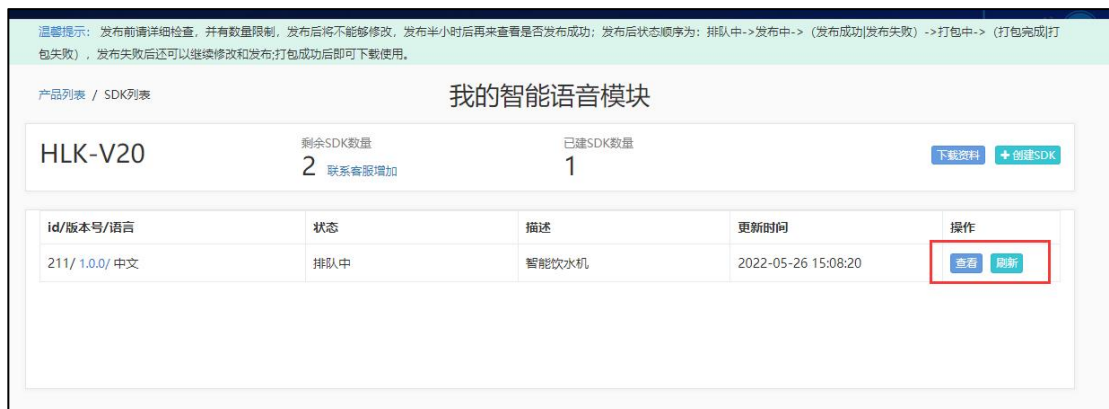 温馨提示： 发布前请详细检查，并有数量限制，发布后将不能够修改，发布半小时后再来查看是否发布成功；发布后状态顺序为：排队中->发布中->（发布成功|发布失败）->打包中->（打包完成|打
包失败），发布失败后还可以继续修改和发布;打包成功后即可下载使用。
产品列表 / SDK列表
我的智能语音模块
HLK-V20
剩余SDK数量
2 联系客服增加
已建SDK数量
1
下载资料 +创建SDK
id/版本号/语言 状态 描述 更新时间 操作
211/ 1.0.0/ 中文 排队中 智能饮水机 2022-05-26 15:08:20 查看 刷新